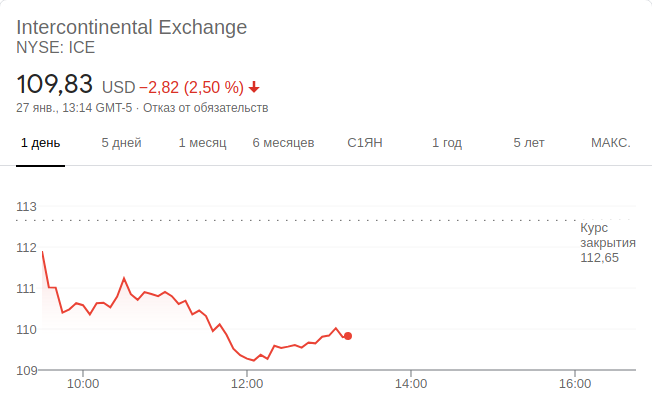 Intercontinental Exchange
NYSE: ICE
109,83 USD −2,82 (2,50 %)
27 янв., 13:14 GMT-5 · Отказ от обязательств
1 день 5 дней 1 месяц 6 месяцев С1ЯН 1 год 5 лет МАКС.
113
Курс
закрытия
112,65
112
111
110
109
10:00 12:00 14:00 16:00